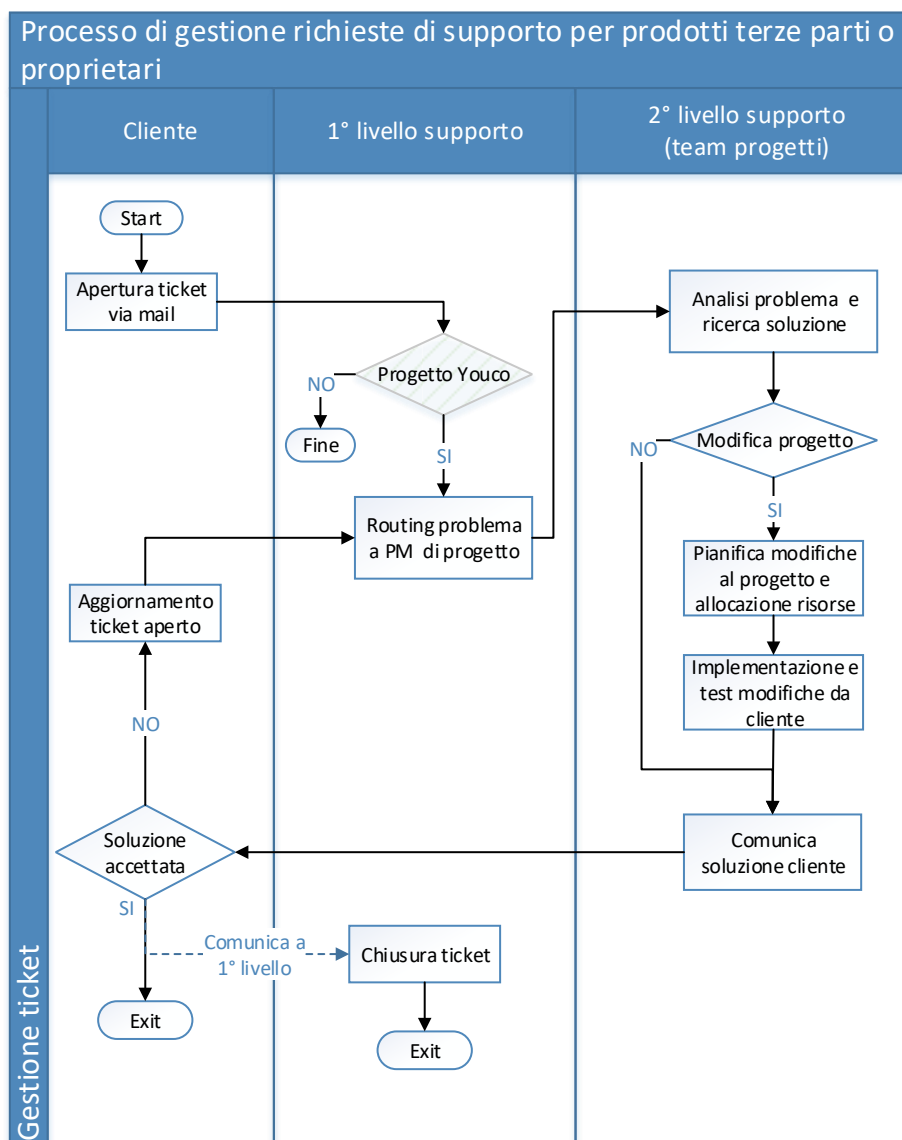 Processo di gestione richieste di supporto per prodotti terze parti o
proprietari
Cliente
1° livello supporto
2° livello supporto
(team progetti)
Start
Apertura ticket
via mail
Progetto Youco
NO
Fine
SI
Routing problema
a PM di progetto
Analisi problema e
ricerca soluzione
Modifica progetto
NO
SI
Pianifica modifiche
al progetto e
allocazione risorse
Implementazione e
test modifiche da
cliente
Comunica
soluzione cliente
Aggiornamento
ticket aperto
NO
Soluzione
accettata
SI
Comunica a
1° livello
Chiusura ticket
Exit
Exit
Gestione ticket